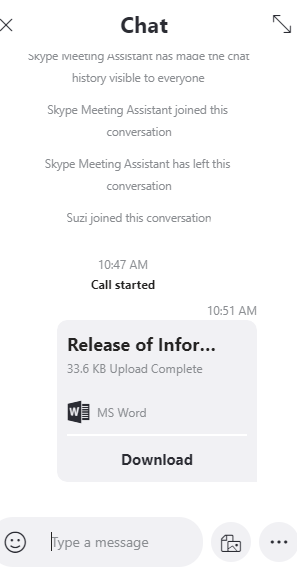 Chat
Skype Meeting Assistant has made the chat
history visible to everyone
Skype Meeting Assistant joined this
conversation
Skype Meeting Assistant has left this
conversation
Suzi joined this conversation
10:47 AM
Call started
10:51 AM
Release of Infor...
33.6 KB Upload Complete
MS Word
Download
Type a message